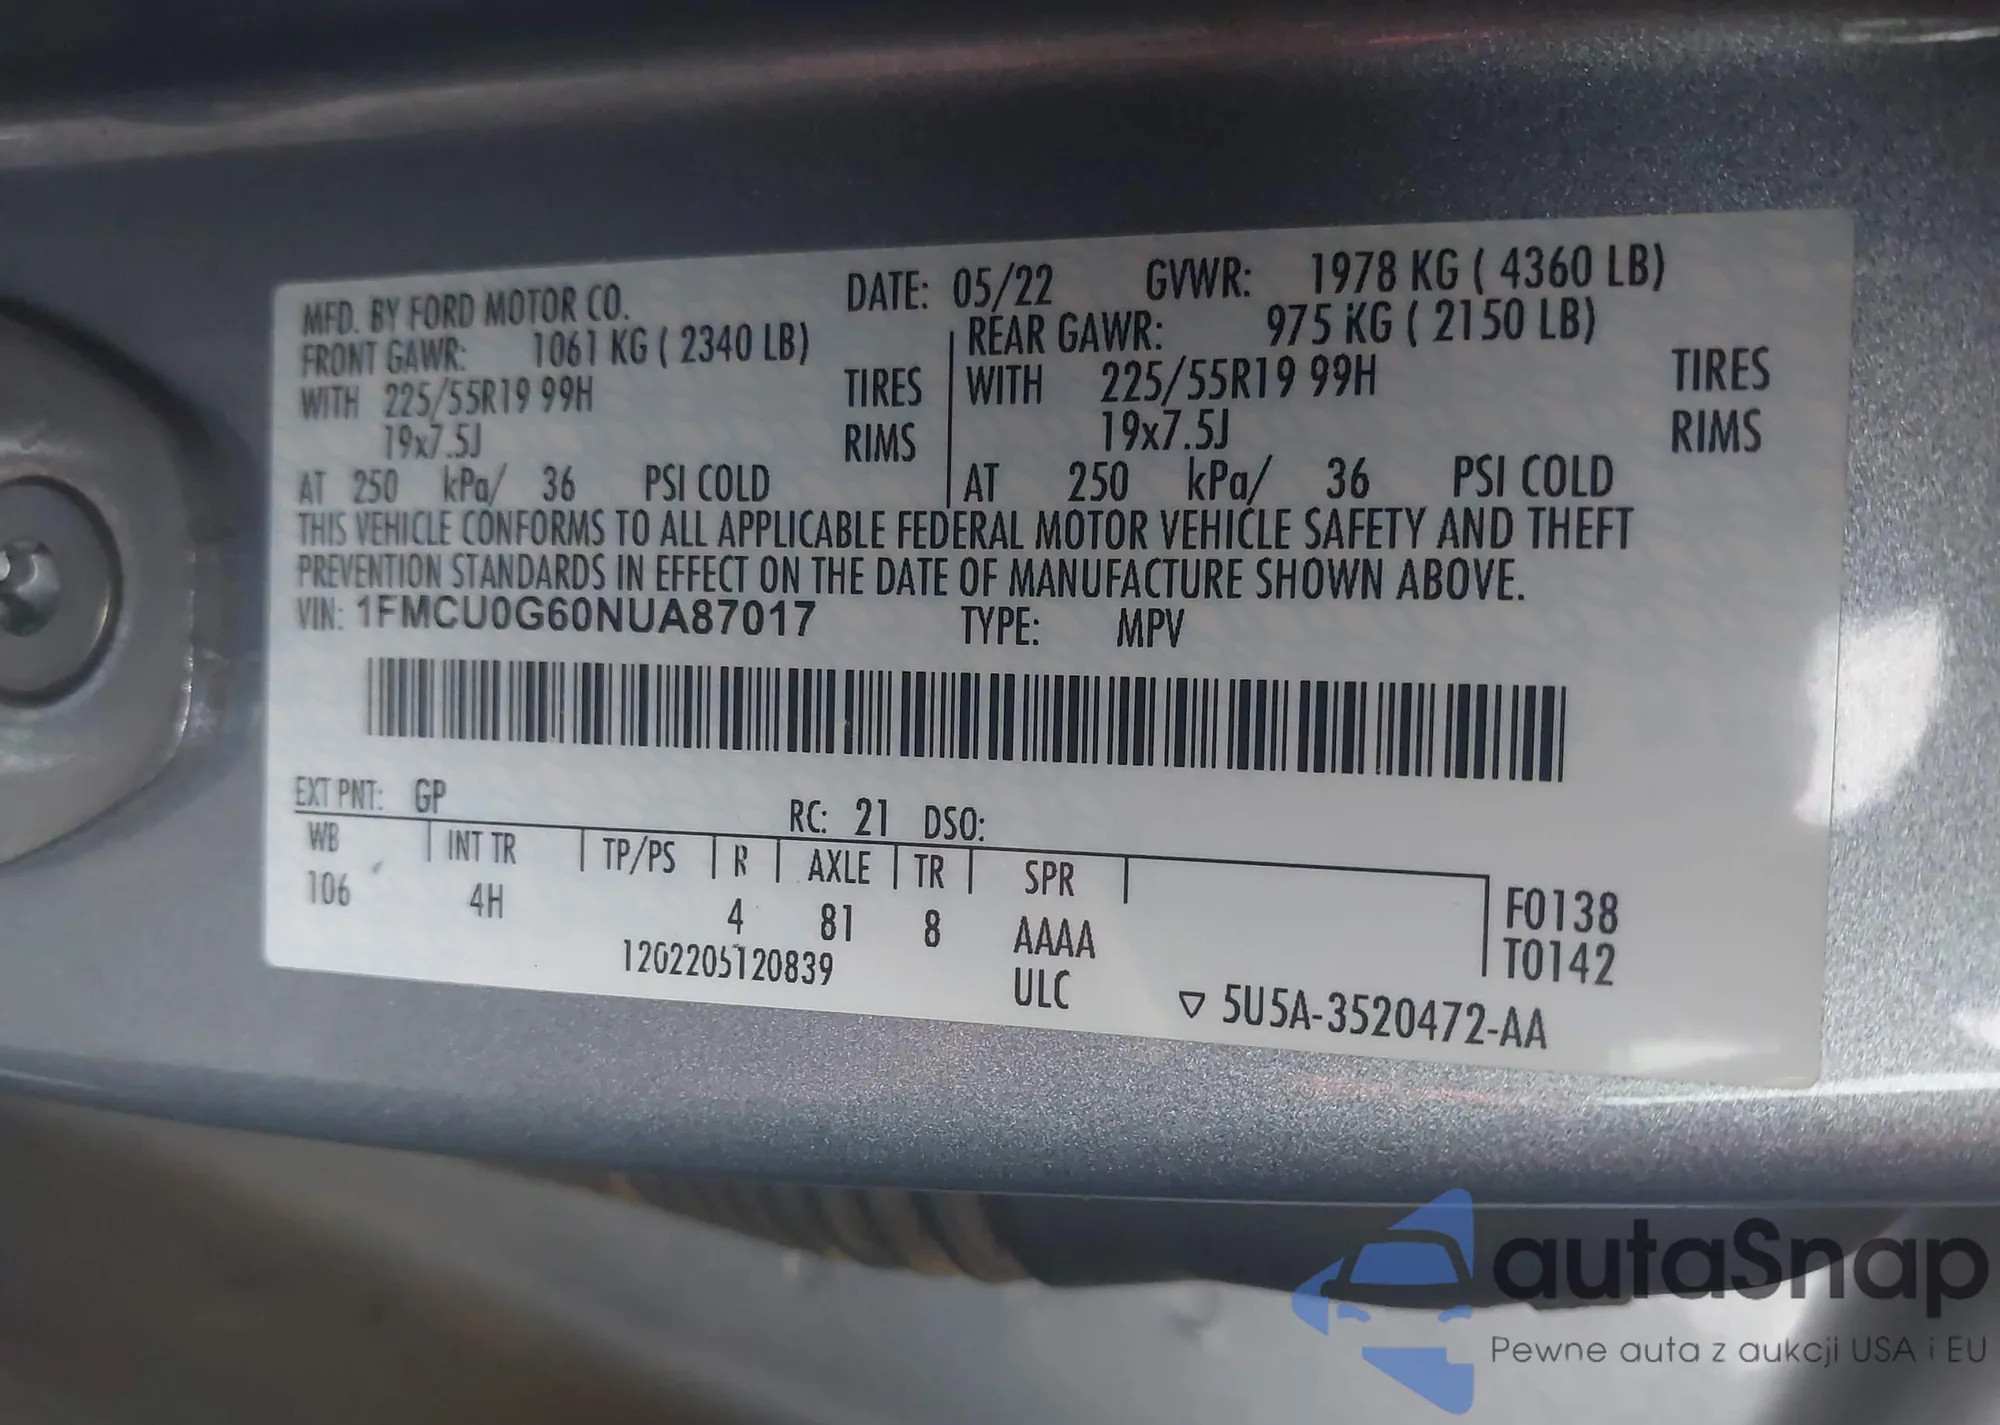 MFD. BY FORD MOTOR CO. DATE: 05/22 GVWR: 1978 KG ( 4360 LB)
FRONT GAWR: 1061 KG ( 2340 LB) REAR GAWR: 975 KG ( 2150 LB)
WITH 225/55R19 99H TIRES WITH 225/55R19 99H TIRES
19x7.5J RIMS 19x7.5J RIMS
AT 250 kPa/ 36 PSI COLD AT 250 kPa/ 36 PSI COLD
THIS VEHICLE CONFORMS TO ALL APPLICABLE FEDERAL MOTOR VEHICLE SAFETY AND THEFT
PREVENTION STANDARDS IN EFFECT ON THE DATE OF MANUFACTURE SHOWN ABOVE.
VIN: 1FMCU0G60NUA87017 TYPE: MPV
EXT PNT: GP RC: 21 DSO:
WB INT TR TP/PS R AXLE TR SPR
106 4H 4 81 8 AAAA F0138
T0142
1202205120839 ULC ▽ 5U5A-3520472-AA
autaSnap
Pewne auta z aukcji USA i EU